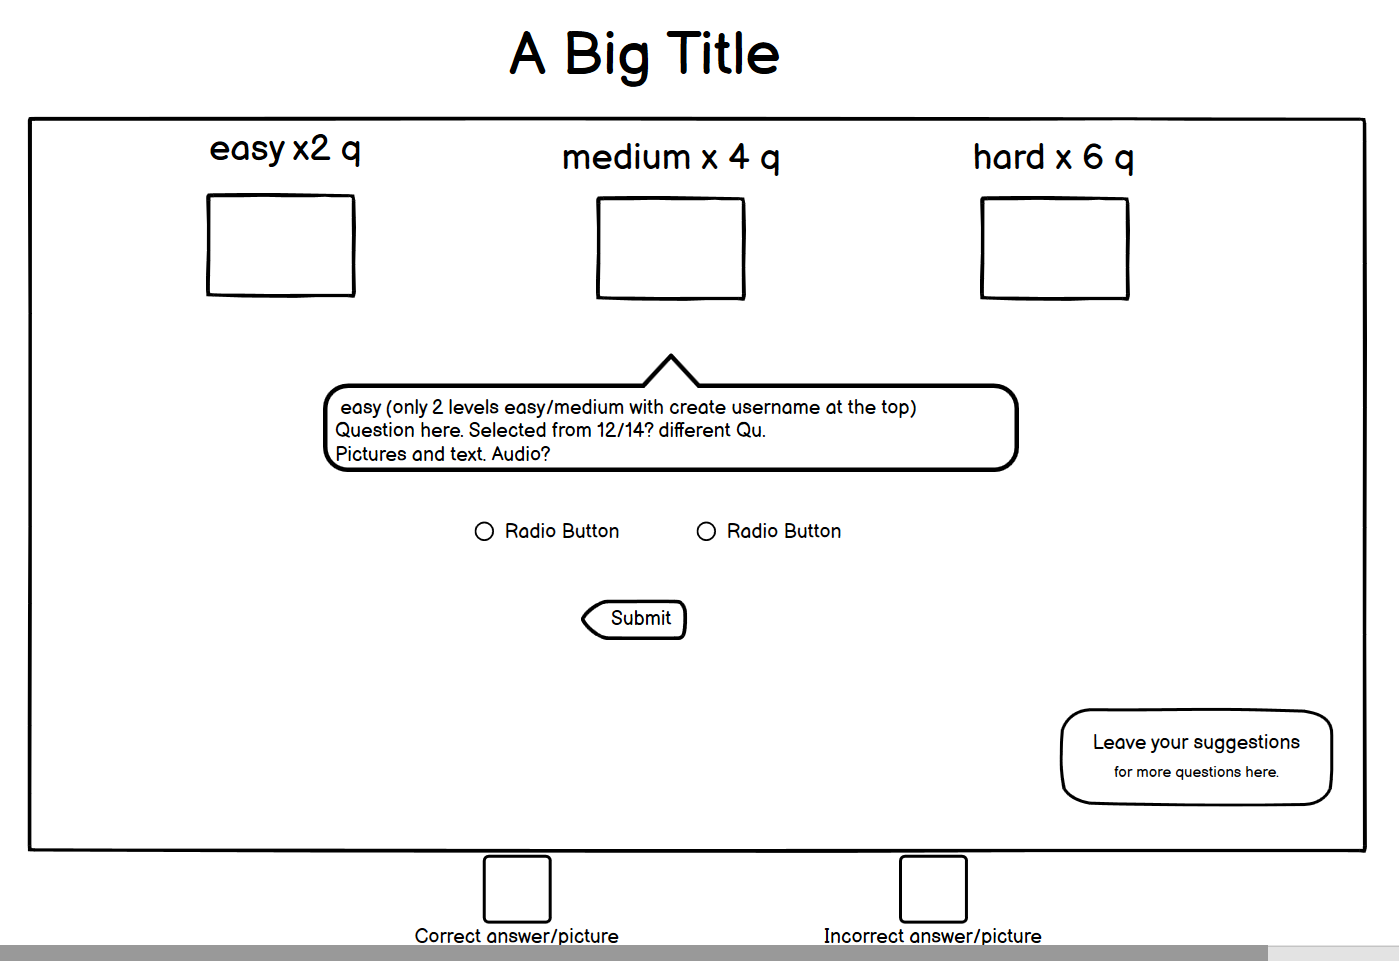 A Big Title
easy x2 q
medium x 4 q
hard x 6 q
easy (only 2 levels easy/medium with create username at the top)
Question here. Selected from 12/14? different Qu.
Pictures and text. Audio?
Radio Button
Radio Button
Submit
Leave your suggestions
for more questions here.
Correct answer/picture
Incorrect answer/picture